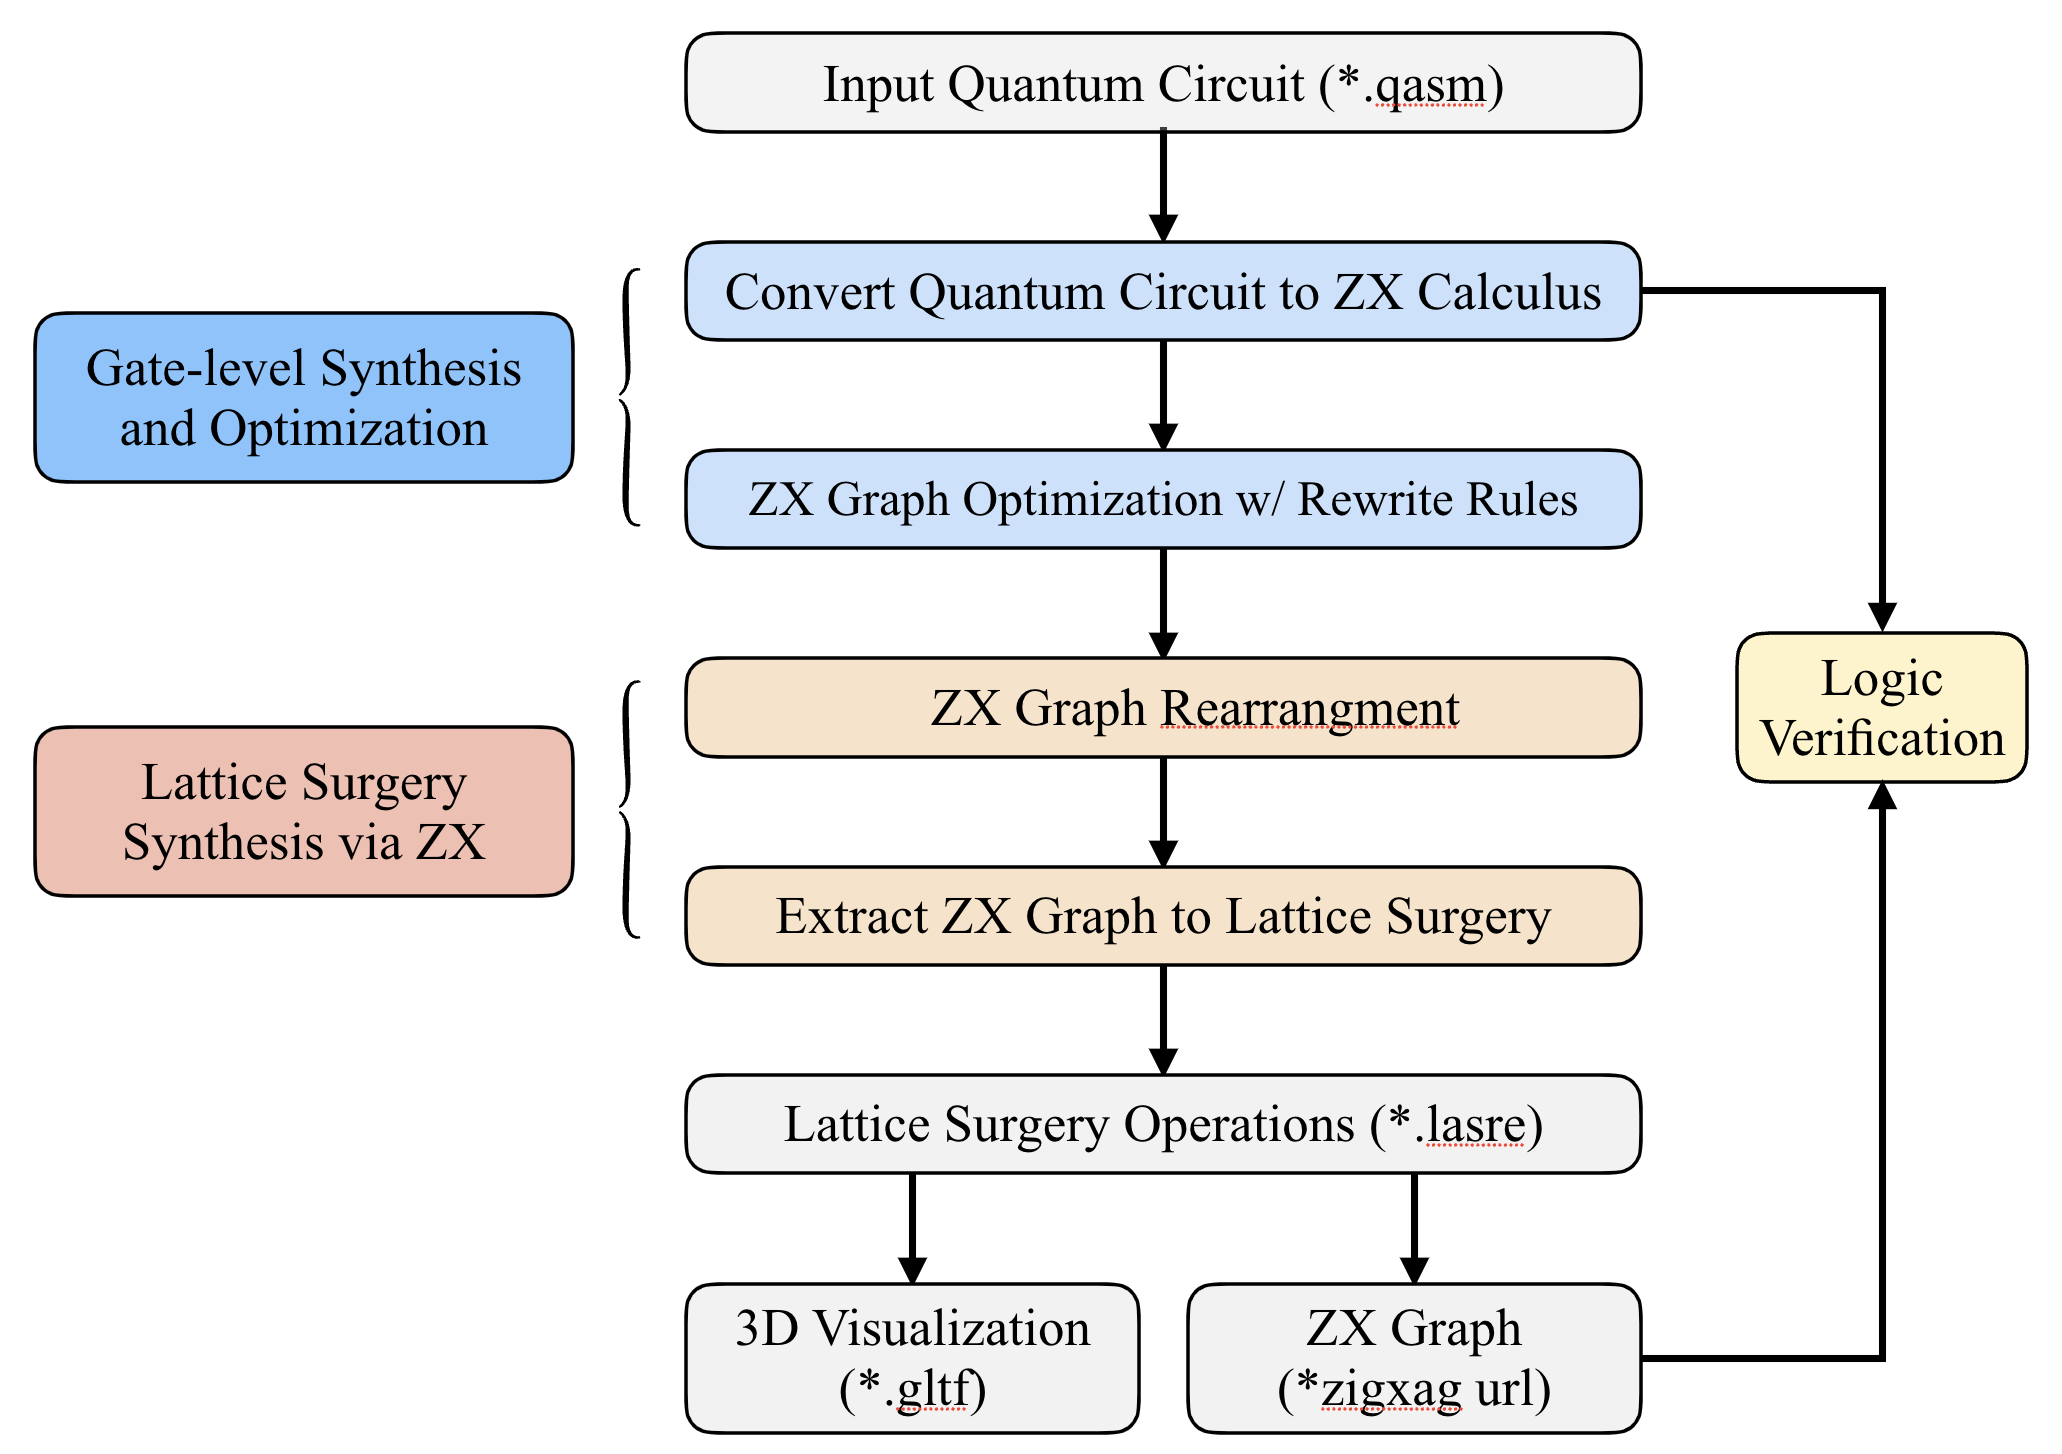 Input Quantum Circuit (*.qasm)
Convert Quantum Circuit to ZX Calculus
Gate-level Synthesis
and Optimization
ZX Graph Optimization w/ Rewrite Rules
Logic
Verification
ZX Graph Rearrangment
Lattice Surgery
Synthesis via ZX
Extract ZX Graph to Lattice Surgery
Lattice Surgery Operations (*.lasre)
3D Visualization
(*.gltf)
ZX Graph
(*zigxag url)